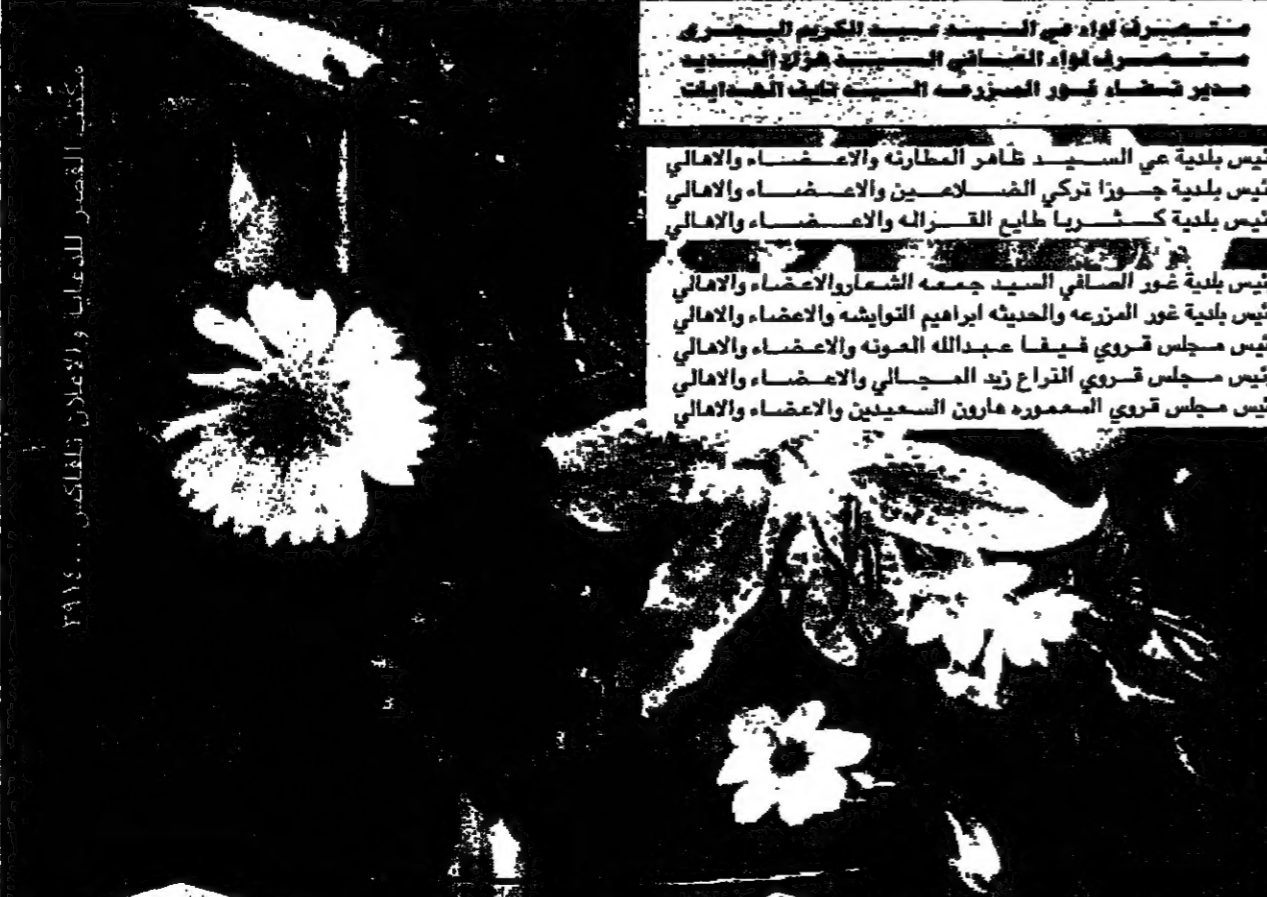 متصرف لواء عي السيد عبد الكريم
متصرف لواء الصافي السيد هزاع الحديد
مدير قضاء غور المزرعه السيد نايف الهدايات
ئيس بلدية عي السيد ظاهر المطارنه والاعضاء والاهالي
ئيس بلدية جوزا تركي الضلاعين والاعضاء والاهالي
ئيس بلدية كثربا طايع القراله والاعضاء والاهالي
ئيس بلدية غور الصافي السيد جمعه الشعار والاعضاء والاهالي
ئيس بلدية غور المزرعه والحديثه ابراهيم النوايشه والاعضاء والاهالي
ئيس مجلس قروي فيفا عبدالله العونه والاعضاء والاهالي
ئيس مجلس قروي الذراع زيد المجالي والاعضاء والاهالي
ئيس مجلس قروي المعموره هارون السعيدين والاعضاء والاهالي
مكتب القصر للدعاية والاعلان تلفاكس